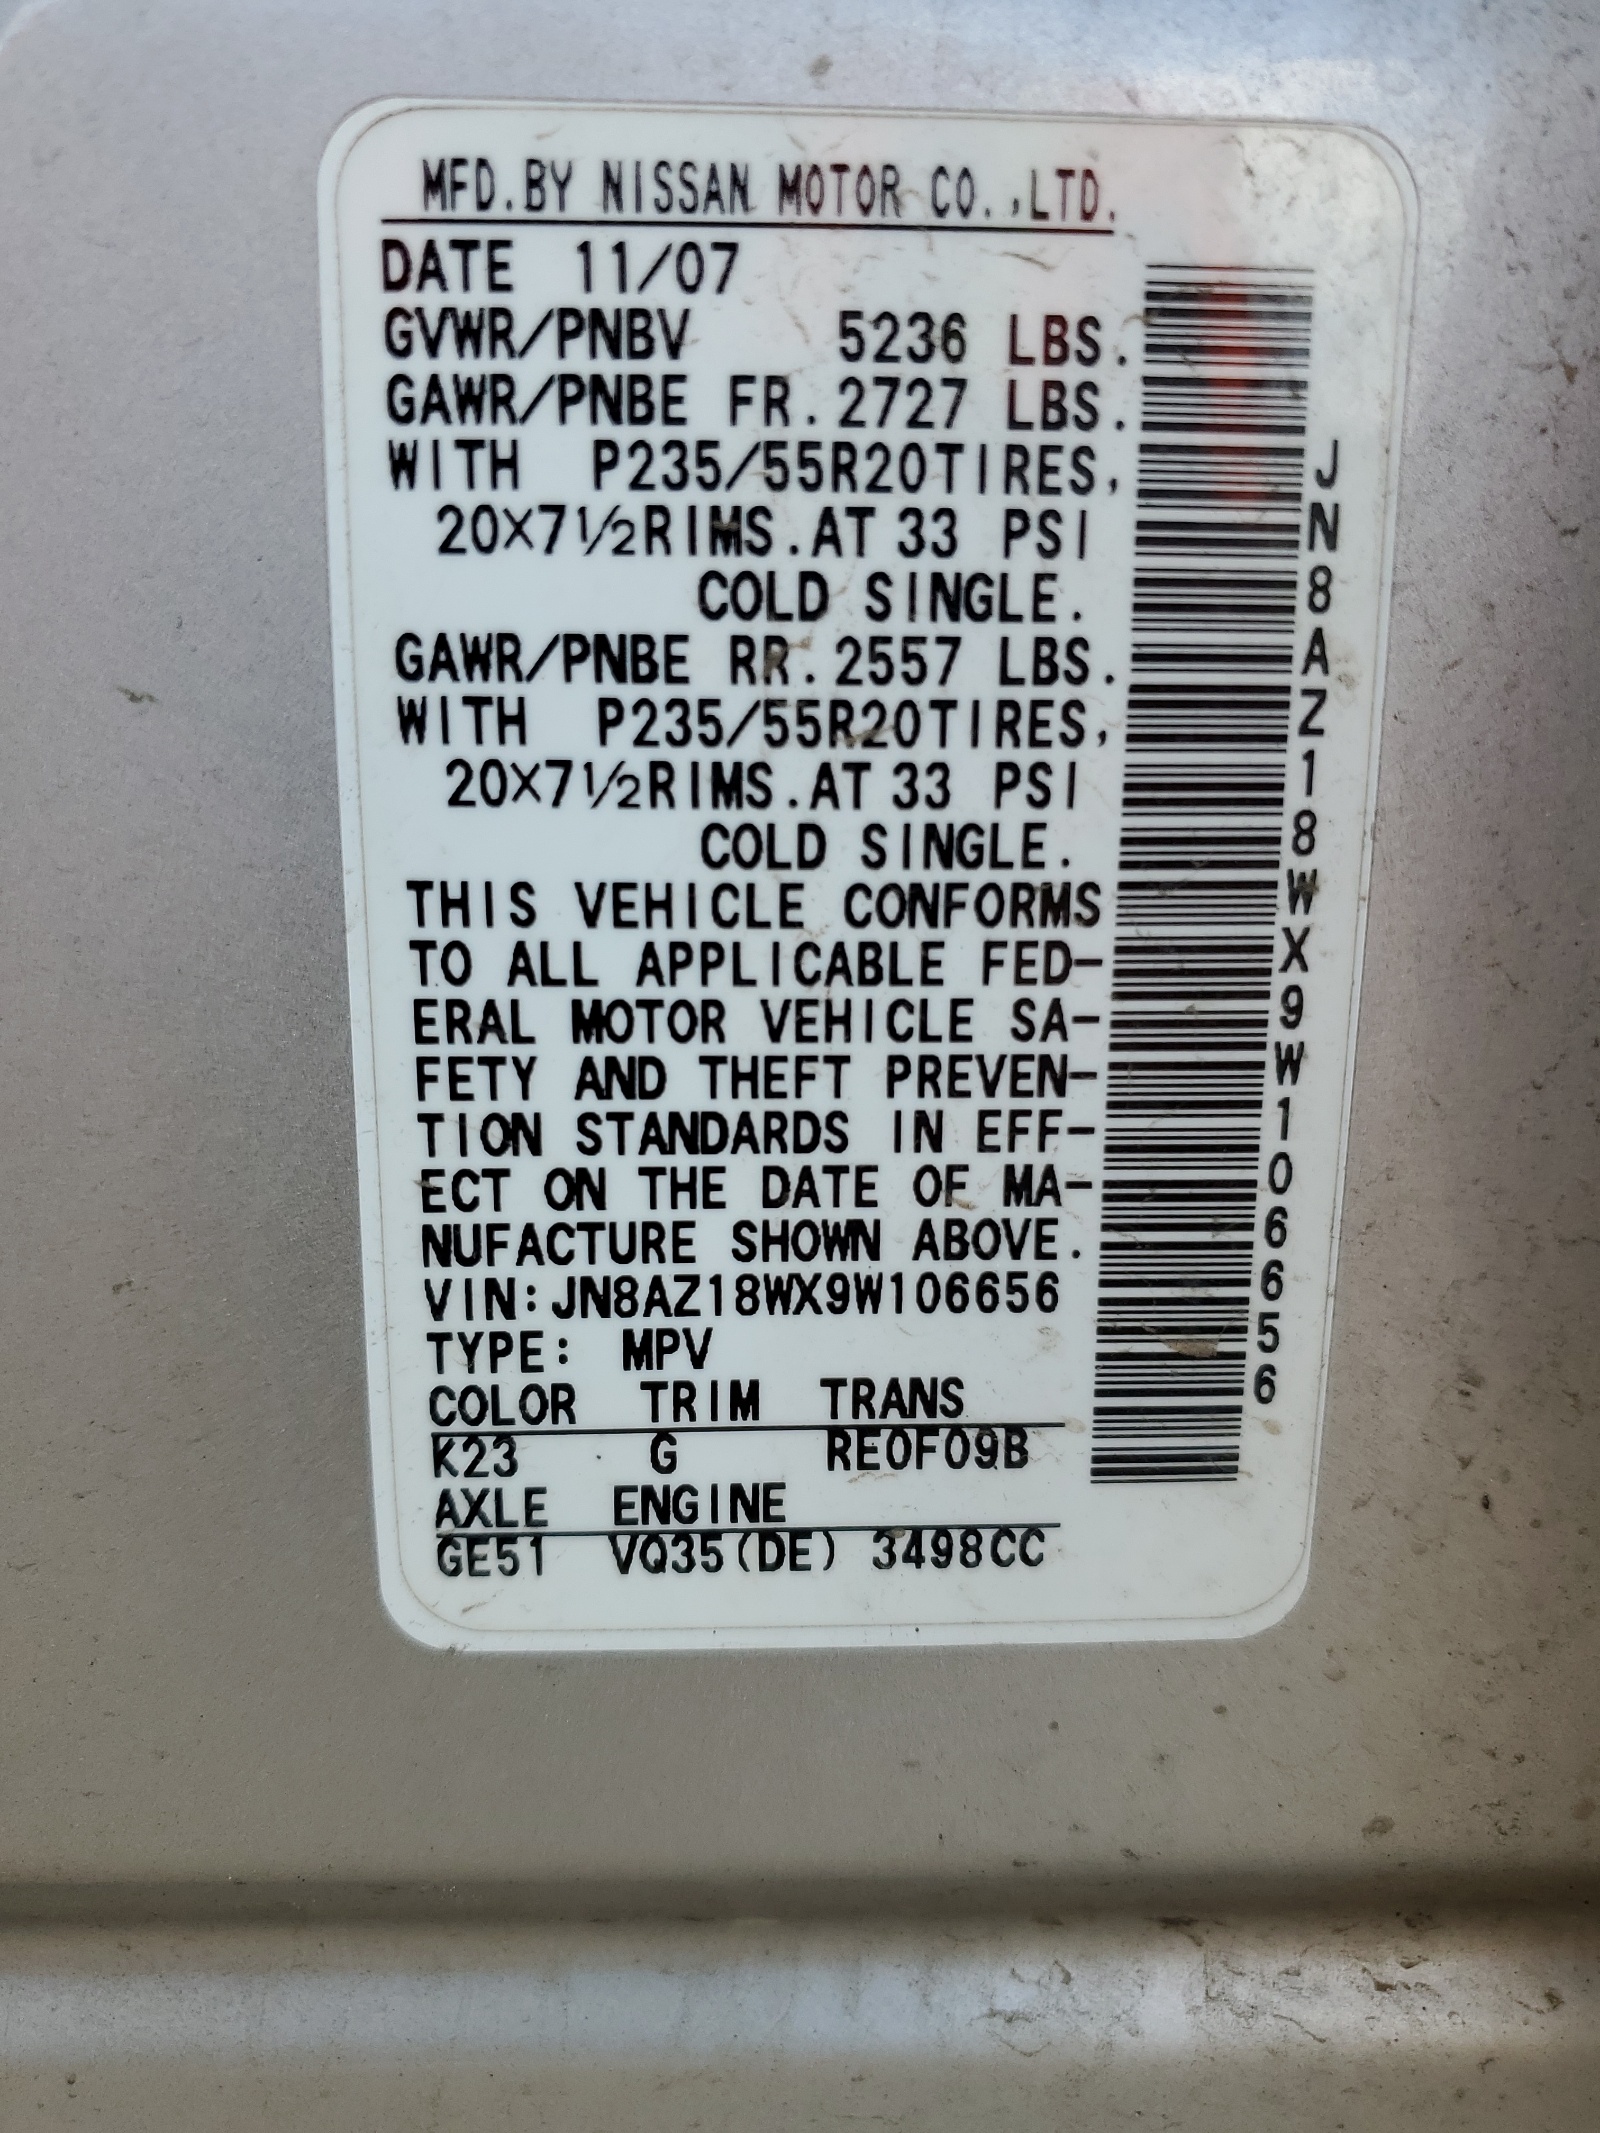 MFD.BY NISSAN MOTOR CO.,LTD.
DATE 11/07
GVWR/PNBV 5236 LBS.
GAWR/PNBE FR.2727 LBS.
WITH P235/55R20TIRES,
20×7½RIMS.AT 33 PSI
COLD SINGLE.
GAWR/PNBE RR.2557 LBS.
WITH P235/55R20TIRES,
20×7½RIMS.AT 33 PSI
COLD SINGLE.
THIS VEHICLE CONFORMS
TO ALL APPLICABLE FED-
ERAL MOTOR VEHICLE SA-
FETY AND THEFT PREVEN-
TION STANDARDS IN EFF-
ECT ON THE DATE OF MA-
NUFACTURE SHOWN ABOVE.
VIN:JN8AZ18WX9W106656
TYPE: MPV
COLOR TRIM TRANS
K23 G RE0F09B
AXLE ENGINE
GE51 VQ35(DE) 3498CC
JN8AZ18WX9W106656